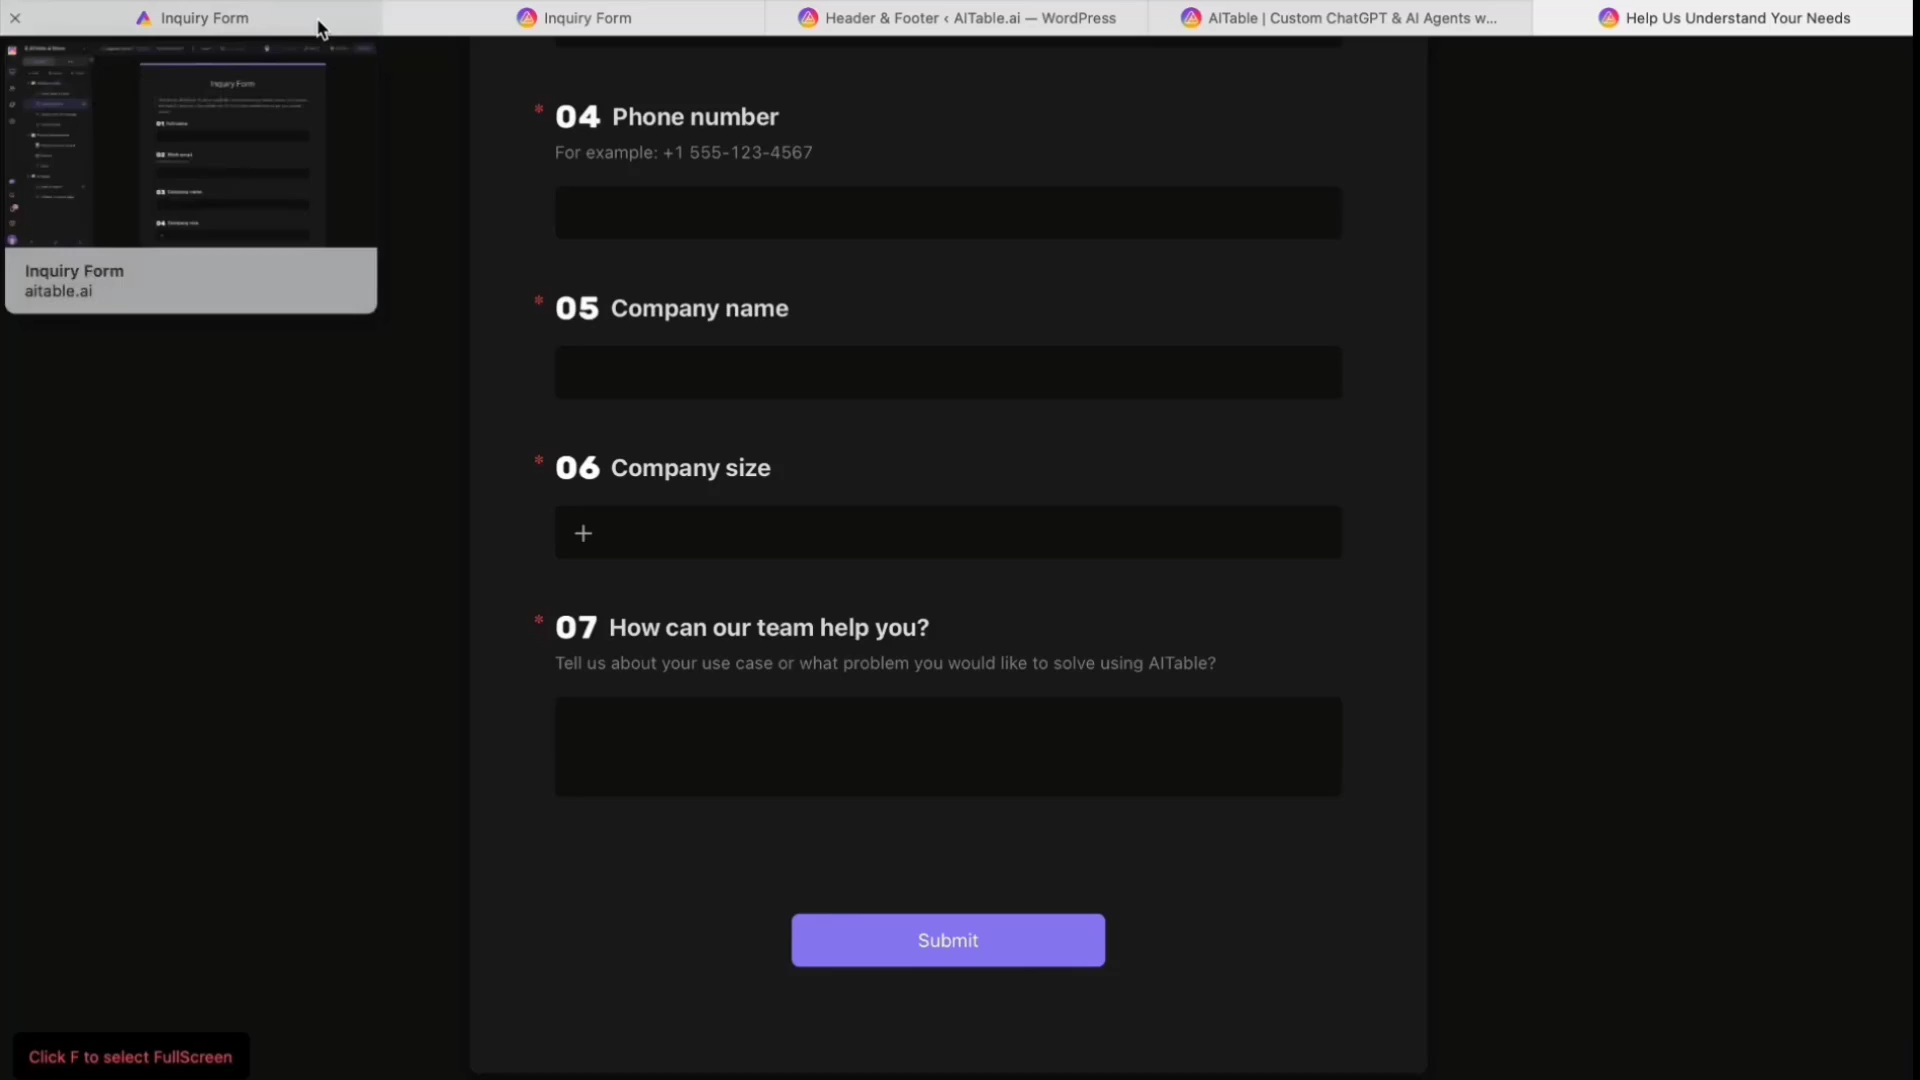 Inquiry Form
Inquiry Form
Header & Footer ‹ AITable.ai — WordPress
AITable | Custom ChatGPT & AI Agents w...
Help Us Understand Your Needs
Inquiry Form
Inquiry Form
aitable.ai
* 04 Phone number
For example: +1 555-123-4567
* 05 Company name
* 06 Company size
+
* 07 How can our team help you?
Tell us about your use case or what problem you would like to solve using AITable?
Submit
Click F to select FullScreen